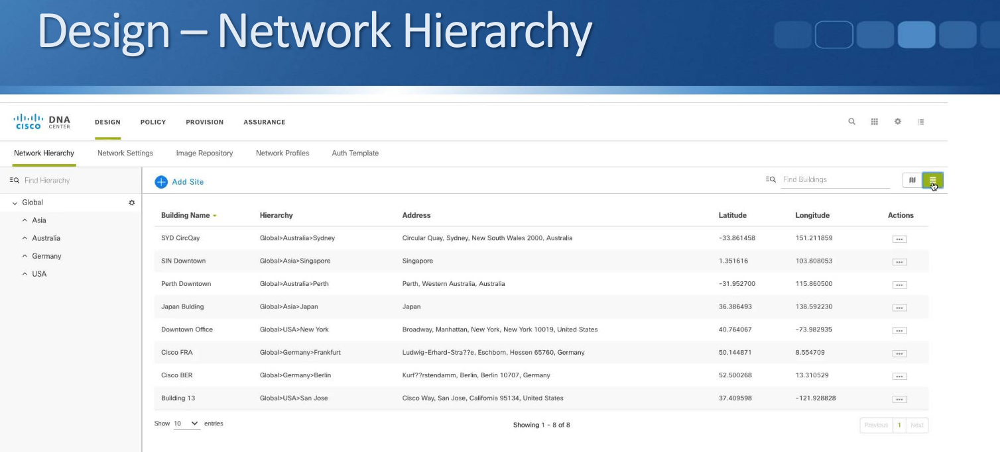 Design – Network Hierarchy
CISCO DNA CENTER DESIGN POLICY PROVISION ASSURANCE
Network Hierarchy Network Settings Image Repository Network Profiles Auth Template
Find Hierarchy
Add Site
Find Buildings
Global
Asia
Australia
Germany
USA
Building Name Hierarchy Address Latitude Longitude Actions
SYD CircQay Global>Australia>Sydney Circular Quay, Sydney, New South Wales 2000, Australia -33.861458 151.211859
SIN Downtown Global>Asia>Singapore Singapore 1.351616 103.808053
Perth Downtown Global>Australia>Perth Perth, Western Australia, Australia -31.952700 115.860500
Japan Bulding Global>Asia>Japan Japan 36.386493 138.592230
Downtown Office Global>USA>New York Broadway, Manhattan, New York, New York 10019, United States 40.764067 -73.982935
Cisco FRA Global>Germany>Frankfurt Ludwig-Erhard-Stra??e, Eschborn, Hessen 65760, Germany 50.144871 8.554709
Cisco BER Global>Germany>Berlin Kurf??rstendamm, Berlin, Berlin 10707, Germany 52.500268 13.310529
Building 13 Global>USA>San Jose Cisco Way, San Jose, California 95134, United States 37.409598 -121.928828
Show 10 entries Showing 1 - 8 of 8 Previous 1 Next